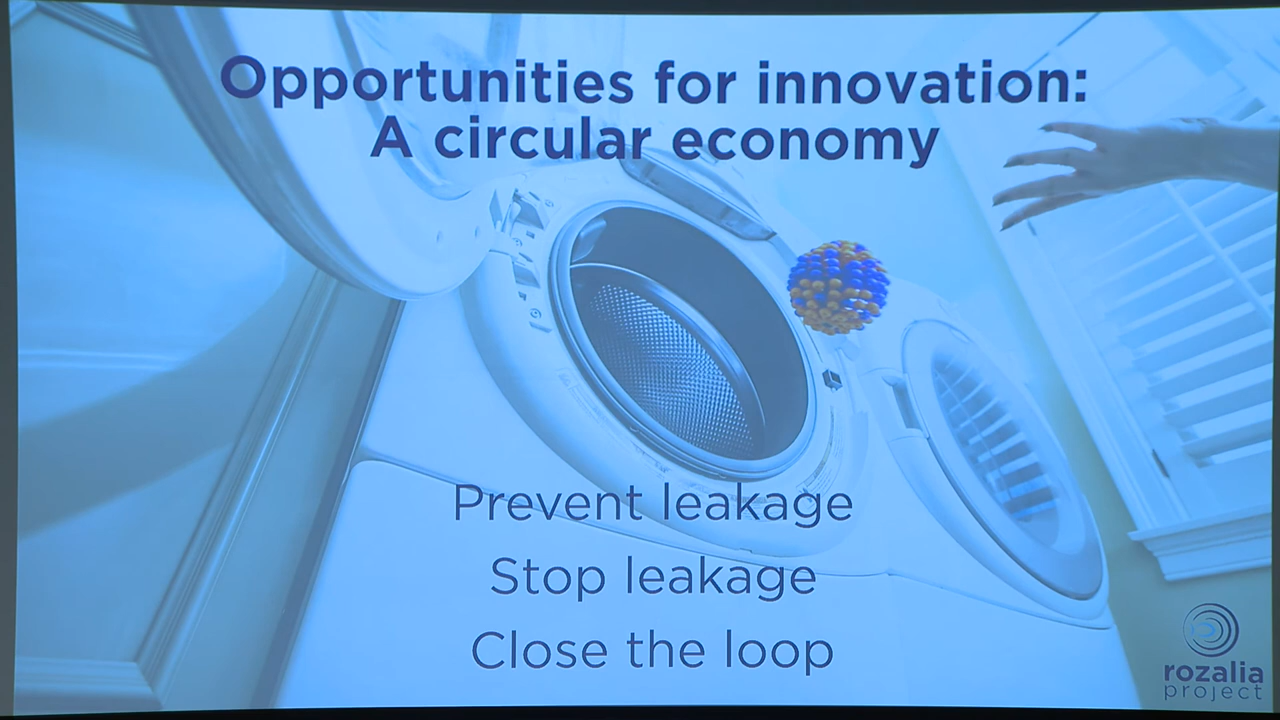 Opportunities for innovation:
A circular economy
Prevent leakage
Stop leakage
Close the loop
rozalia
project